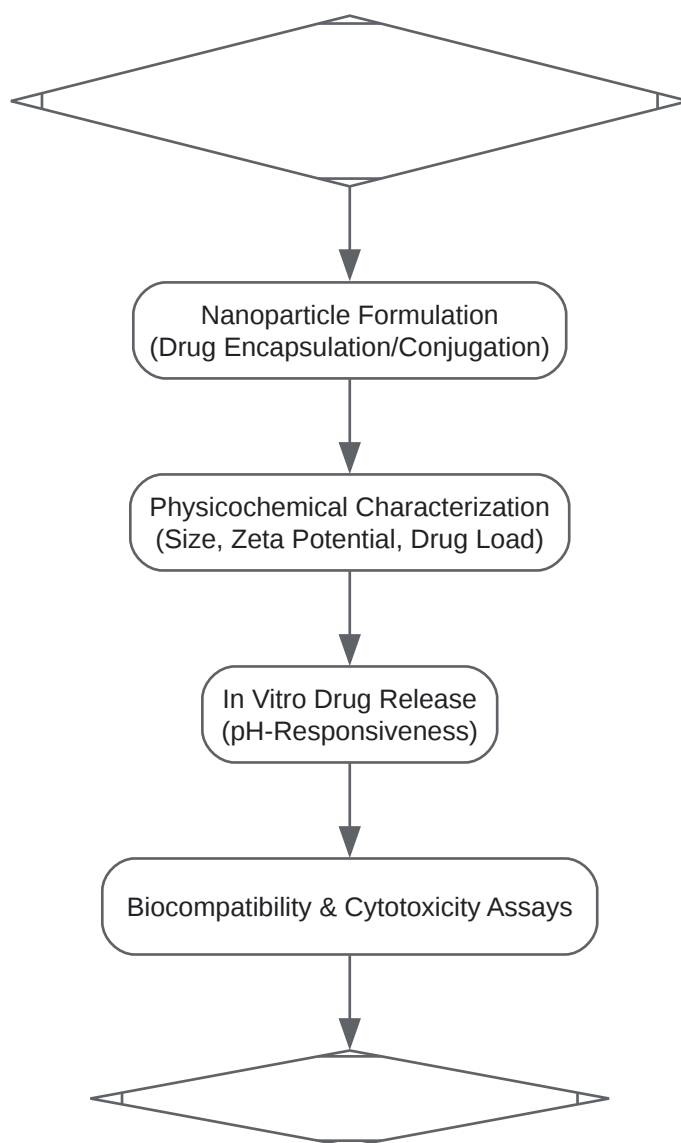 Nanoparticle Formulation
(Drug Encapsulation/Conjugation)
Physicochemical Characterization
(Size, Zeta Potential, Drug Load)
In Vitro Drug Release
(pH-Responsiveness)
Biocompatibility & Cytotoxicity Assays